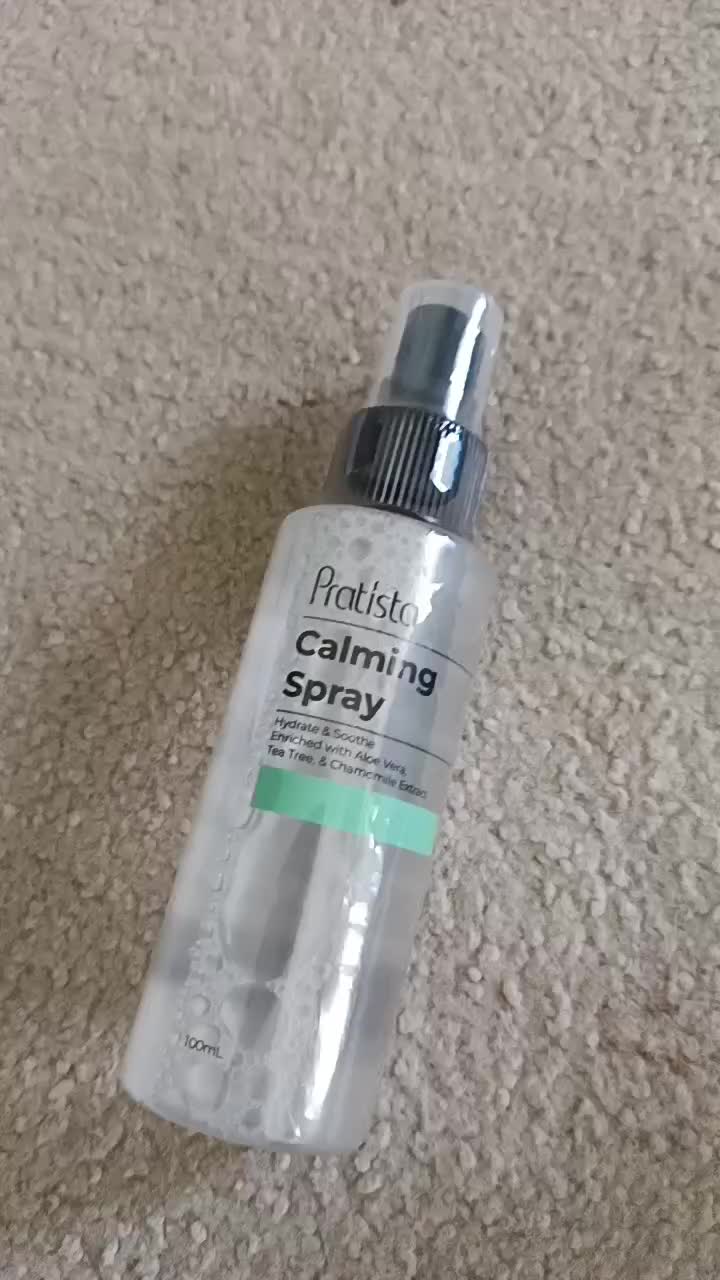 Pratista
Calming
Spray
Hydrate & Soothe
Enriched with Aloe Vera,
Tea Tree, & Chamomile Extract
100mL